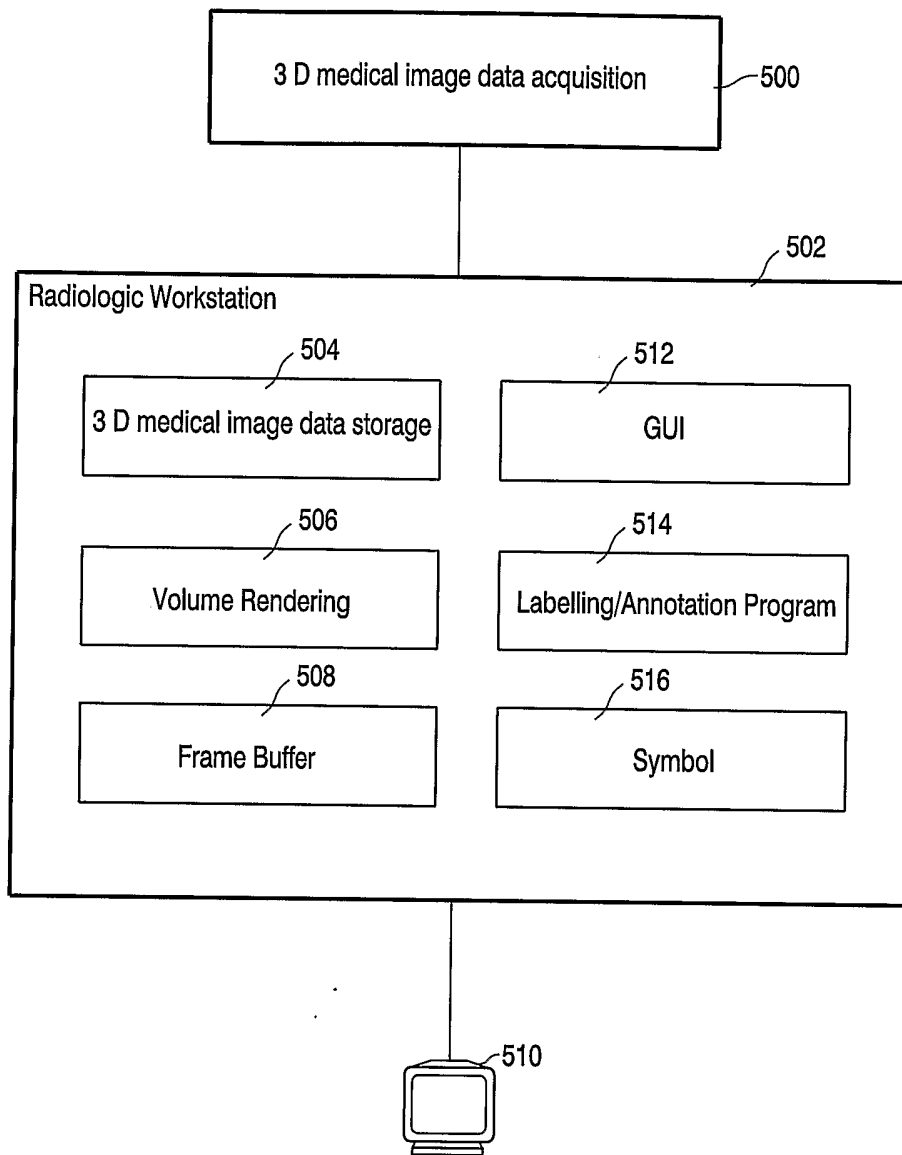 3 D medical image data acquisition
500
502
Radiologic Workstation
504
512
3 D medical image data storage
GUI
506
514
Volume Rendering
Labelling/Annotation Program
508
516
Frame Buffer
Symbol
510